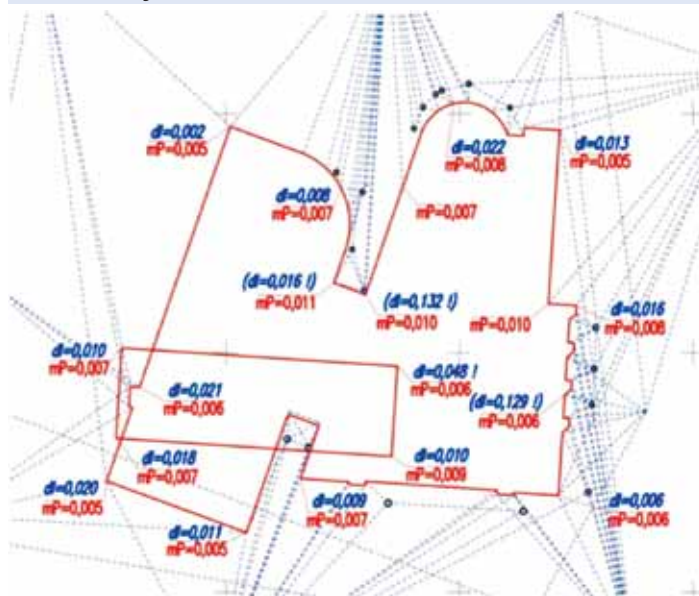 dl=0,002
mP=0,005
dl=0,022
mP=0,008
dl=0,013
mP=0,005
dl=0,008
mP=0,007
mP=0,007
(dl=0,016 !)
mP=0,011
(dl=0,132 !)
mP=0,010
mP=0,010
dl=0,016
mP=0,008
dl=0,010
mP=0,007
dl=0,021
mP=0,006
dl=0,048 !
mP=0,006
(dl=0,129 !)
mP=0,006
dl=0,018
mP=0,007
dl=0,010
mP=0,009
dl=0,020
mP=0,005
dl=0,009
mP=0,007
dl=0,006
mP=0,006
dl=0,011
mP=0,005